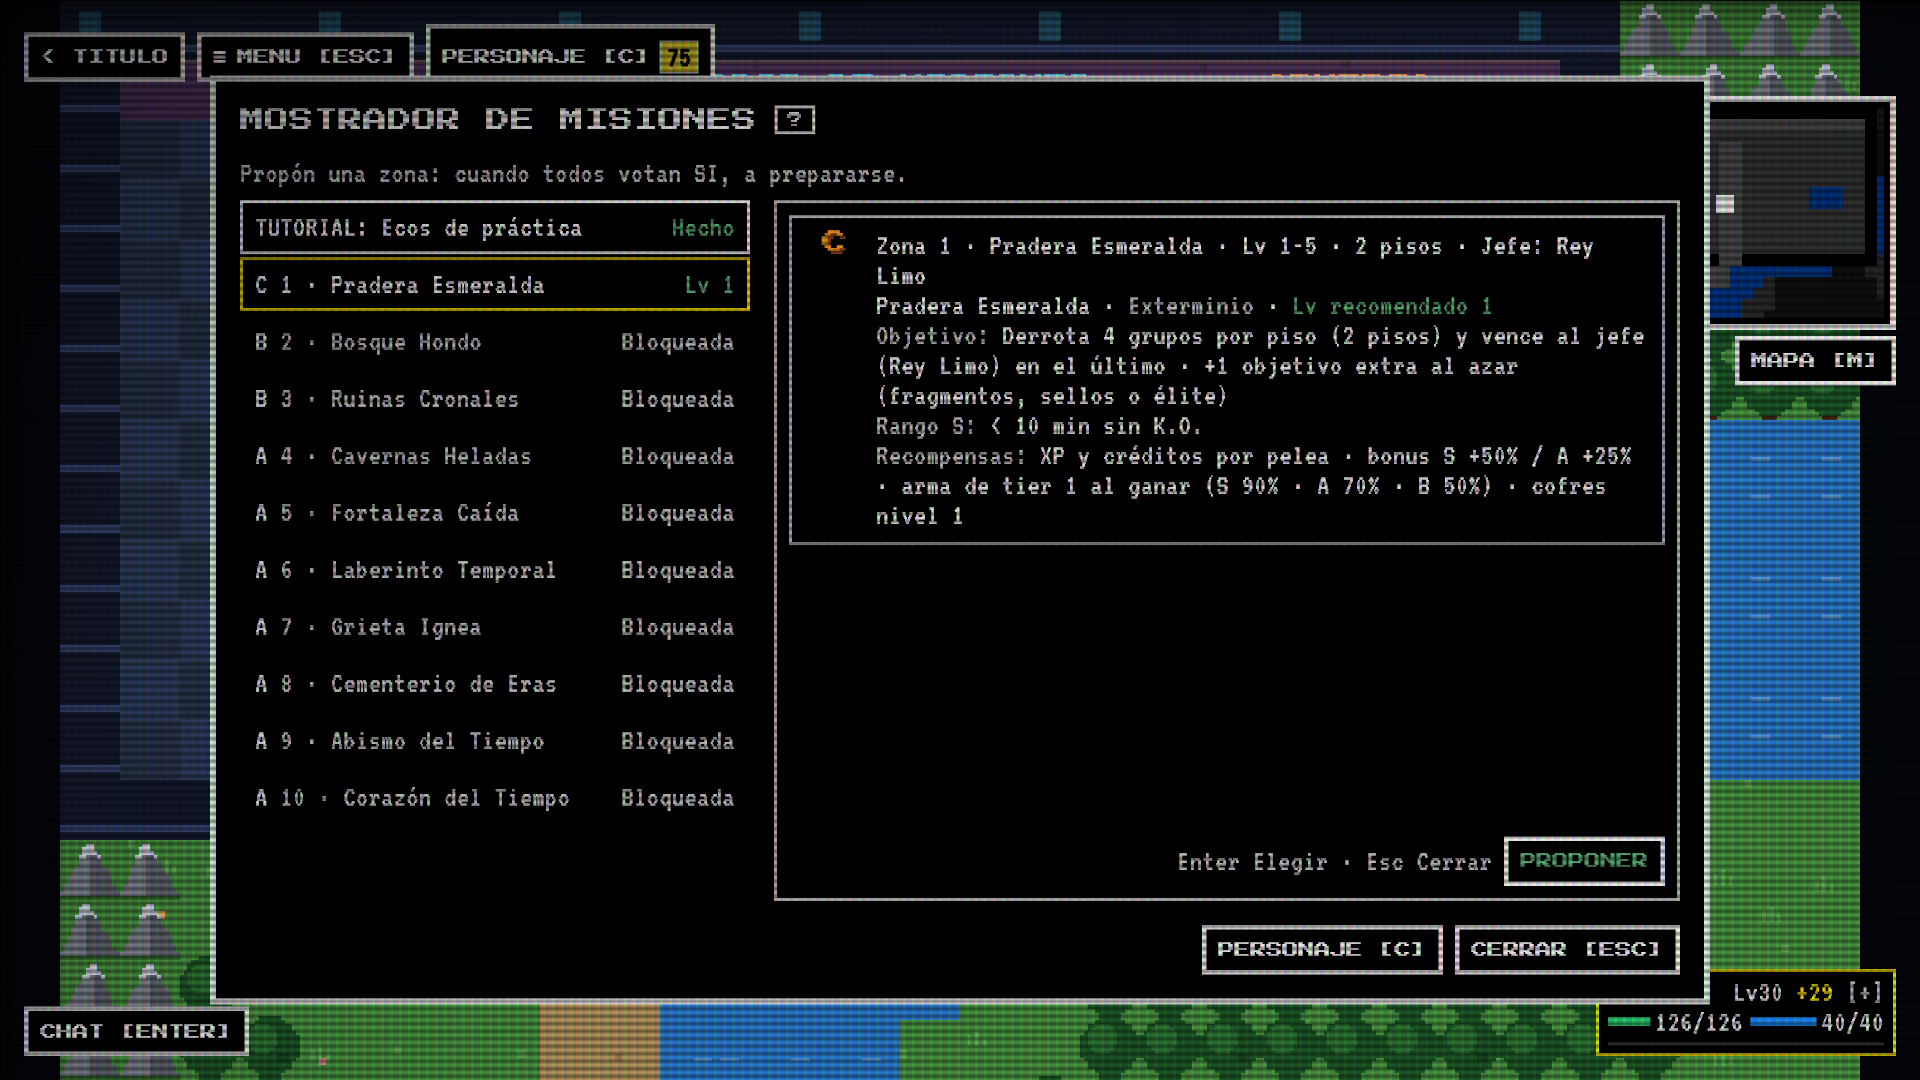 < TITULO
≡ MENU [ESC]
PERSONAJE [C] 75
MOSTRADOR DE MISIONES [?]
Propón una zona: cuando todos votan SI, a prepararse.
TUTORIAL: Ecos de práctica Hecho
C 1 · Pradera Esmeralda Lv 1
B 2 · Bosque Hondo Bloqueada
B 3 · Ruinas Cronales Bloqueada
A 4 · Cavernas Heladas Bloqueada
A 5 · Fortaleza Caída Bloqueada
A 6 · Laberinto Temporal Bloqueada
A 7 · Grieta Ignea Bloqueada
A 8 · Cementerio de Eras Bloqueada
A 9 · Abismo del Tiempo Bloqueada
A 10 · Corazón del Tiempo Bloqueada
C
Zona 1 · Pradera Esmeralda · Lv 1-5 · 2 pisos · Jefe: Rey
Limo
Pradera Esmeralda · Exterminio · Lv recomendado 1
Objetivo: Derrota 4 grupos por piso (2 pisos) y vence al jefe
(Rey Limo) en el último · +1 objetivo extra al azar
(fragmentos, sellos o élite)
Rango S: < 10 min sin K.O.
Recompensas: XP y créditos por pelea · bonus S +50% / A +25%
· arma de tier 1 al ganar (S 90% · A 70% · B 50%) · cofres
nivel 1
Enter Elegir · Esc Cerrar PROPONER
PERSONAJE [C] CERRAR [ESC]
MAPA [M]
CHAT [ENTER]
Lv30 +29 [+]
126/126 40/40